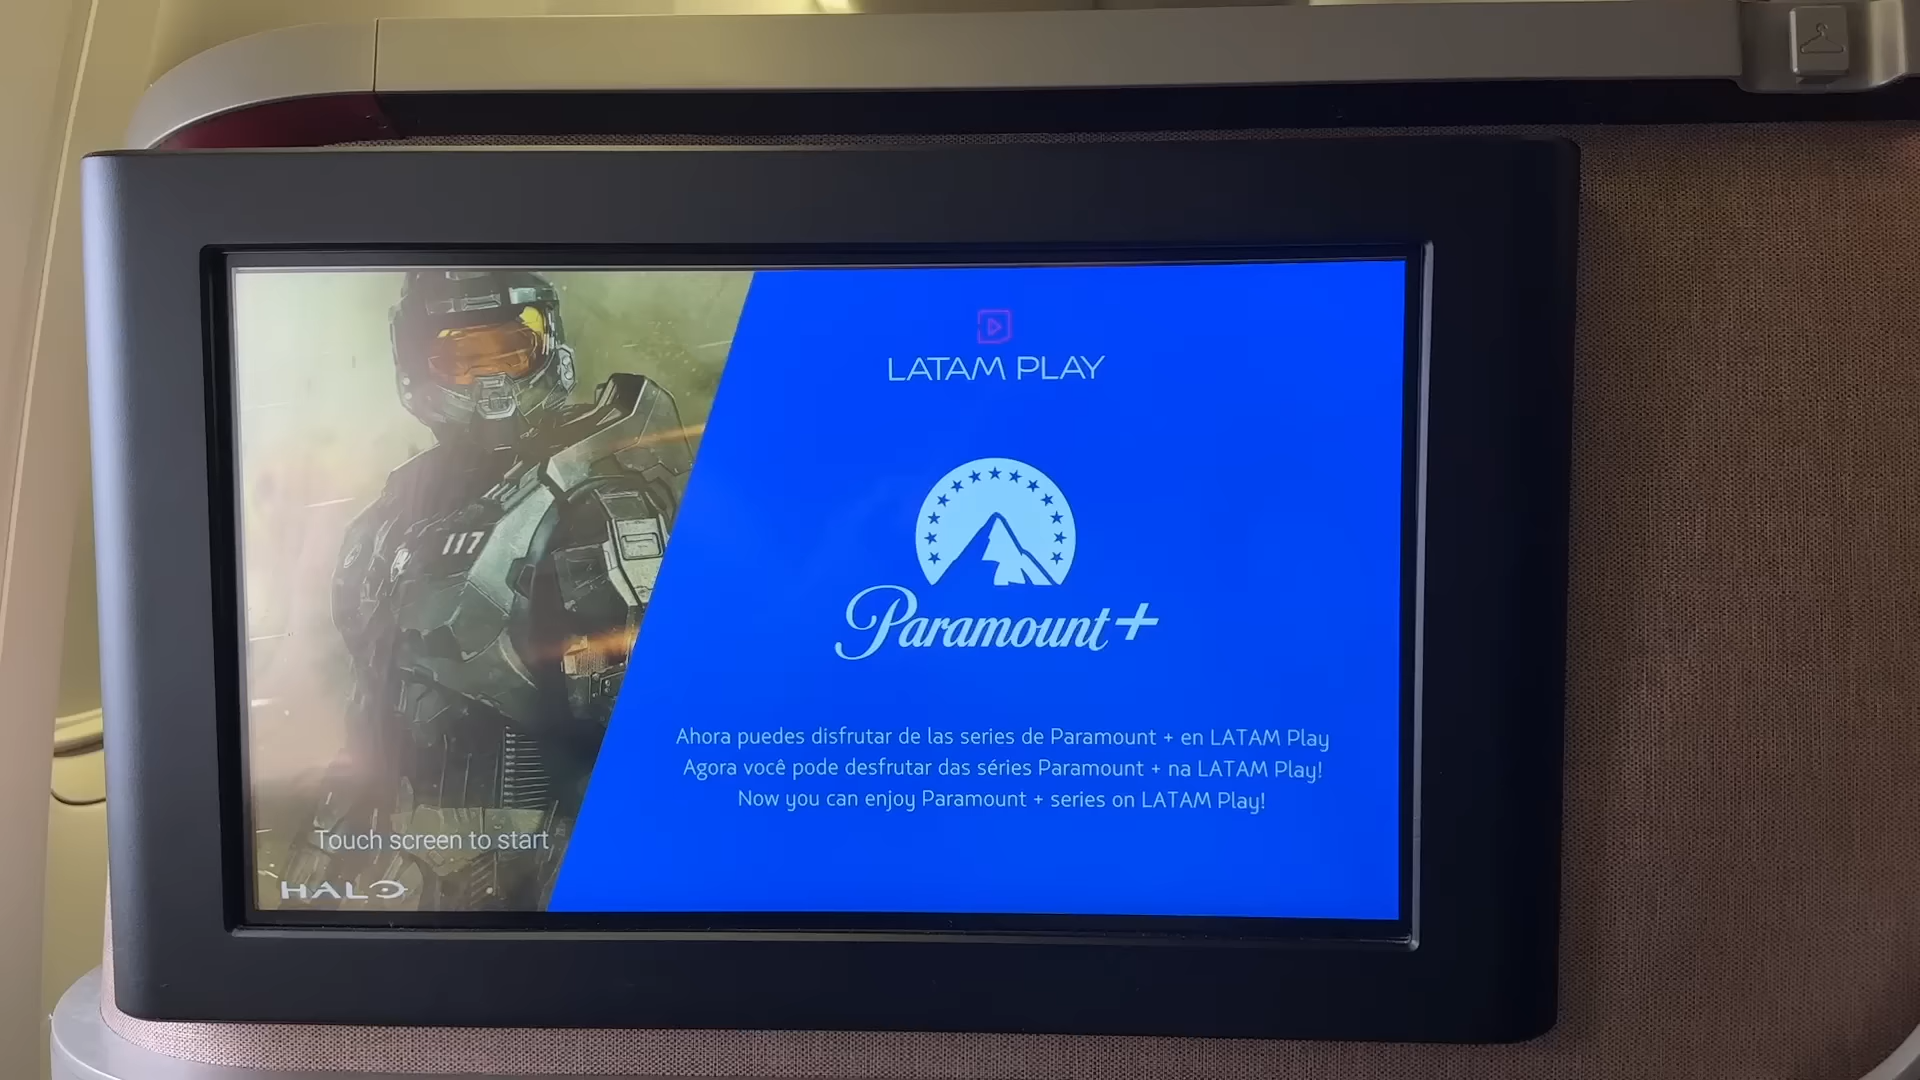 LATAM PLAY
117
Paramount+
Ahora puedes disfrutar de las series de Paramount + en LATAM Play
Agora você pode desfrutar das séries Paramount + na LATAM Play!
Now you can enjoy Paramount + series on LATAM Play!
Touch screen to start
HALO